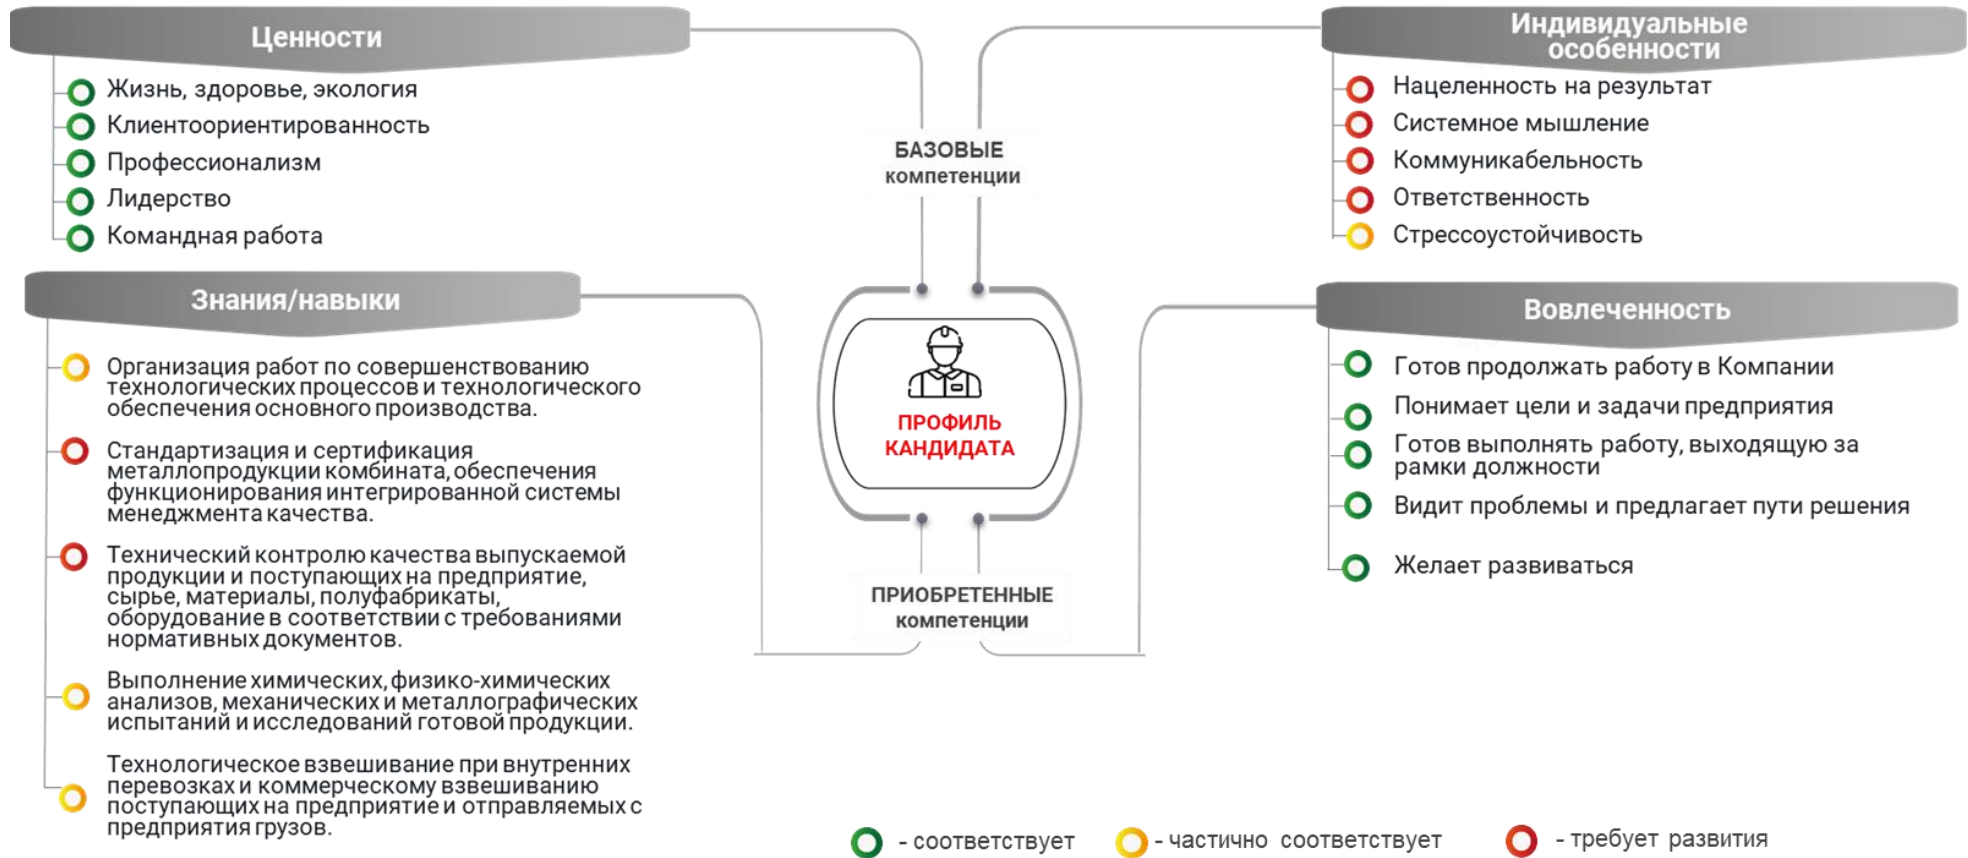 Ценности
Жизнь, здоровье, экология
Клиентоориентированность
Профессионализм
Лидерство
Командная работа
Индивидуальные
особенности
Нацеленность на результат
Системное мышление
Коммуникабельность
Ответственность
Стрессоустойчивость
БАЗОВЫЕ
компетенции
Знания/навыки
Организация работ по совершенствованию
технологических процессов и технологического
обеспечения основного производства.
Стандартизация и сертификация
металлопродукции комбината, обеспечения
функционирования интегрированной системы
менеджмента качества.
Технический контролю качества выпускаемой
продукции и поступающих на предприятие,
сырье, материалы, полуфабрикаты,
оборудование в соответствии с требованиями
нормативных документов.
Выполнение химических, физико-химических
анализов, механических и металлографических
испытаний и исследований готовой продукции.
Технологическое взвешивание при внутренних
перевозках и коммерческому взвешиванию
поступающих на предприятие и отправляемых с
предприятия грузов.
ПРОФИЛЬ
КАНДИДАТА
ПРИОБРЕТЕННЫЕ
компетенции
Вовлеченность
Готов продолжать работу в Компании
Понимает цели и задачи предприятия
Готов выполнять работу, выходящую за
рамки должности
Видит проблемы и предлагает пути решения
Желает развиваться
- соответствует
- частично соответствует
- требует развития